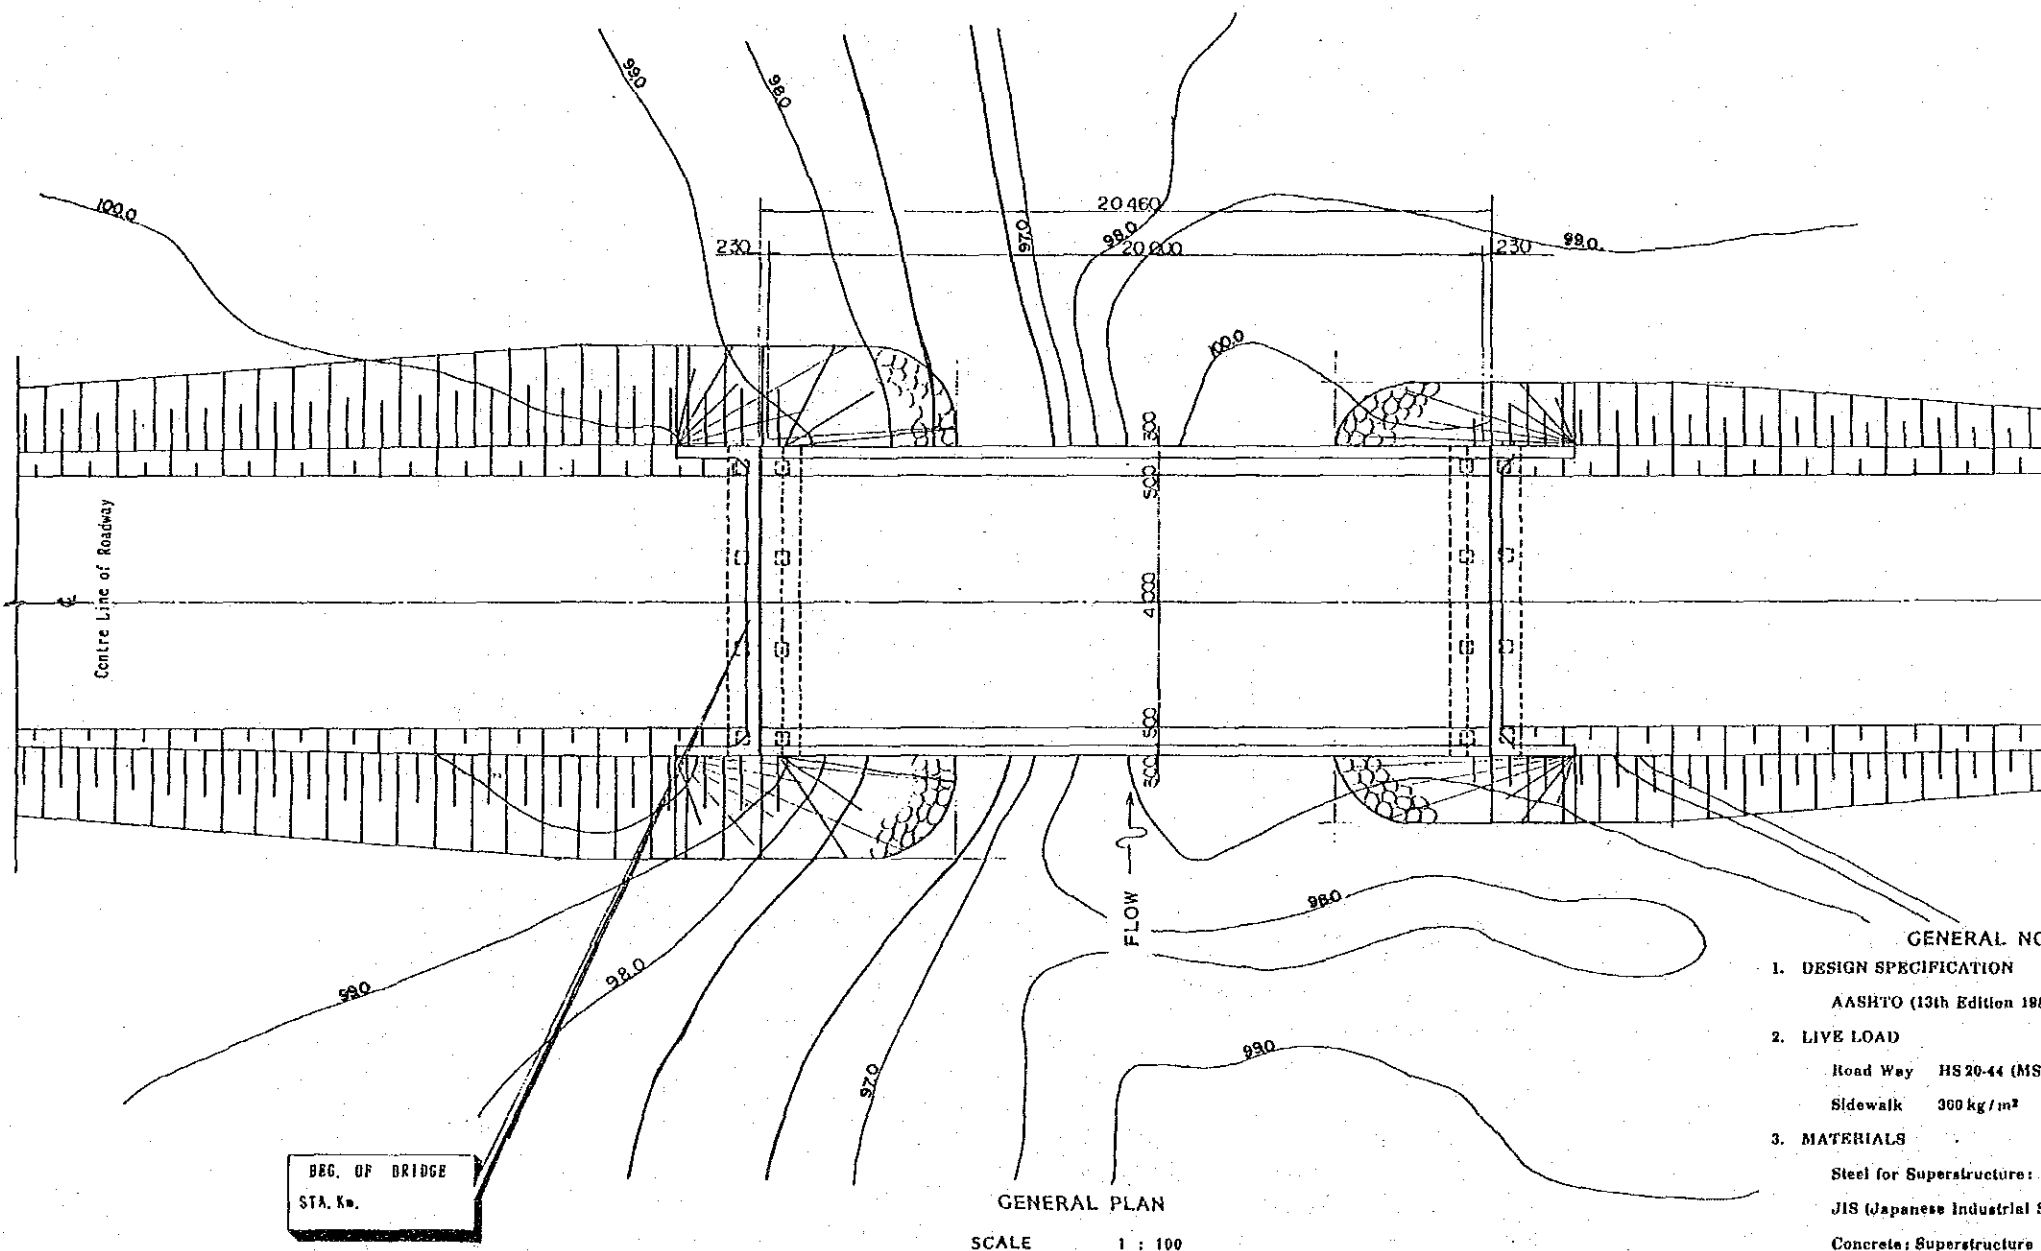 99.0
98.0
100.0
20 460
97.0
98.0
230
20 000
230
99.0
100.0
300
500
Centre Line of Roadway
4 000
500
300
FLOW
98.0
99.0
98.0
97.0
99.0
GENERAL NO
1. DESIGN SPECIFICATION
AASHTO (13th Edition 198
2. LIVE LOAD
Road Way HS 20-44 (MS
Sidewalk 300 kg/m²
3. MATERIALS
Steel for Superstructure:
JIS (Japanese Industrial S
Concrete: Superstructure
BEG. OF BRIDGE
STA. Km.
GENERAL PLAN
SCALE 1 : 100